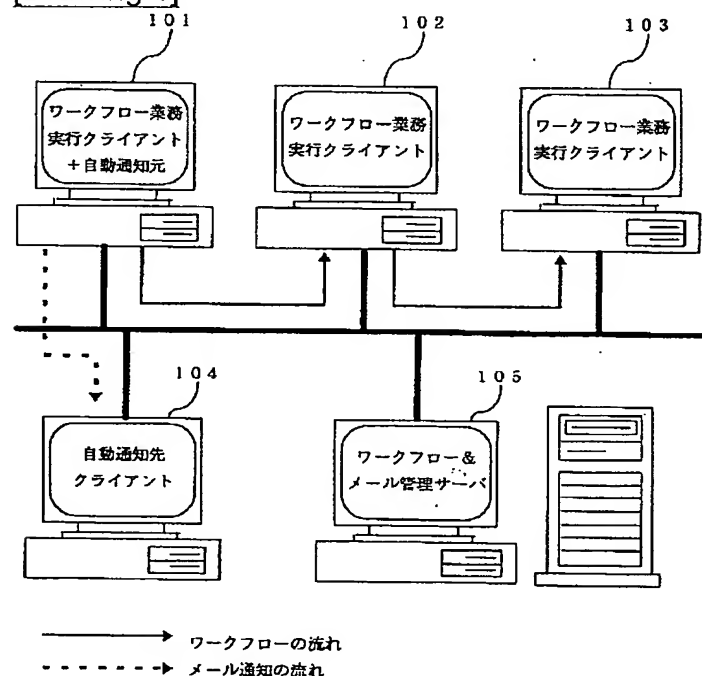 101
102
103
ワークフロー業務
実行クライアント
+自動通知元
ワークフロー業務
実行クライアント
ワークフロー業務
実行クライアント
104
105
自動通知先
クライアント
ワークフロー&
メール管理サーバ
ワークフローの流れ
メール通知の流れ